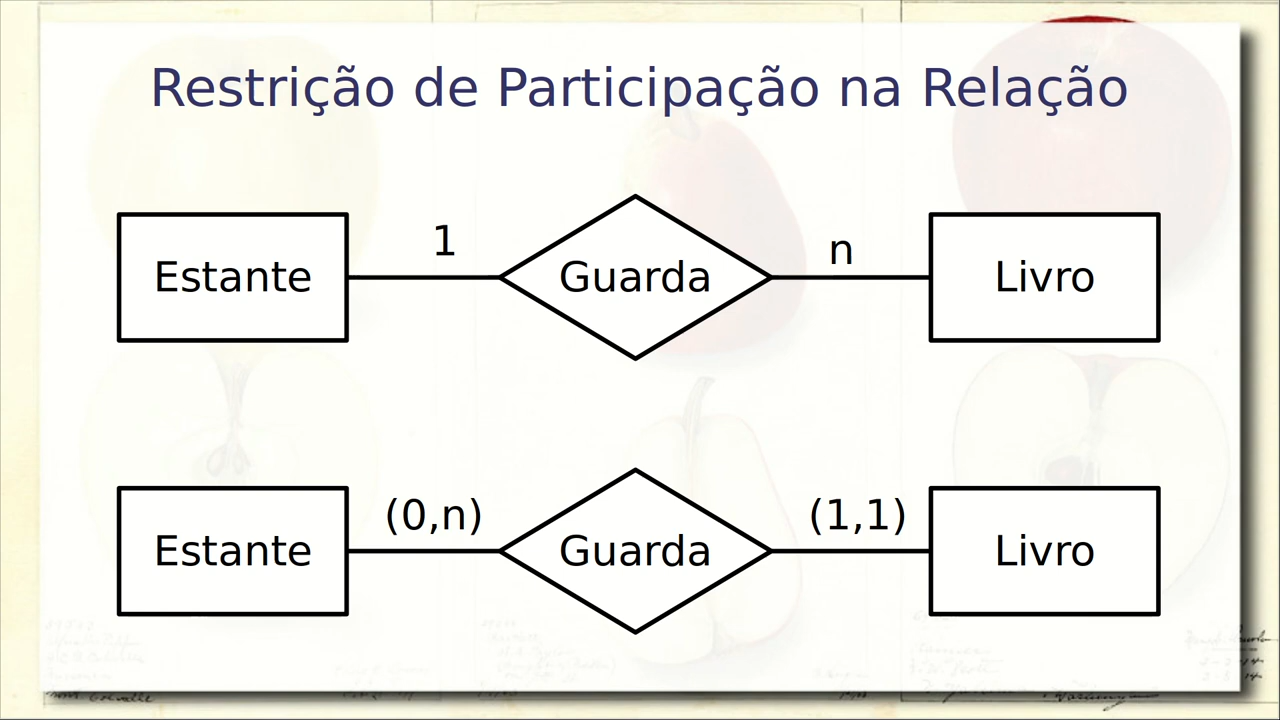 Restrição de Participação na Relação
1
n
Estante
Guarda
Livro
(0,n)
(1,1)
Estante
Guarda
Livro